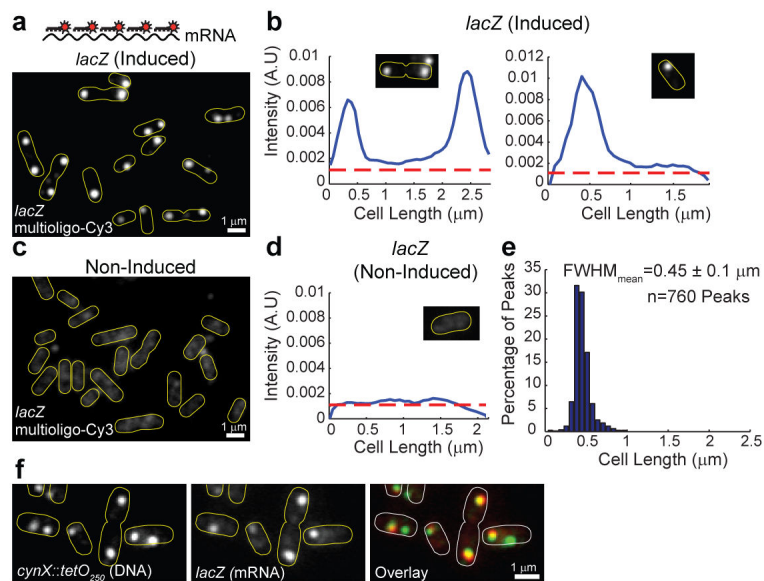 a
mRNA
lacZ (Induced)
lacZ
multioligo-Cy3
1 μm
b
lacZ (Induced)
Intensity (A.U)
0.01
0.008
0.006
0.004
0.002
0
0.5
1
1.5
2
2.5
Cell Length (μm)
0.012
0.01
0.008
0.006
0.004
0.002
0
0.5
1
1.5
Cell Length (μm)
c
Non-Induced
lacZ
multioligo-Cy3
1 μm
d
lacZ
(Non-Induced)
Intensity (A.U)
0.01
0.008
0.006
0.004
0.002
0
0.5
1
1.5
2
Cell Length (μm)
e
FWHMmean=0.45 ± 0.1 μm
n=760 Peaks
Percentage of Peaks
35
30
25
20
15
10
5
0
0
0.5
1
1.5
2
2.5
Cell Length (μm)
f
cynX::tetO250 (DNA)
lacZ (mRNA)
Overlay
1 μm